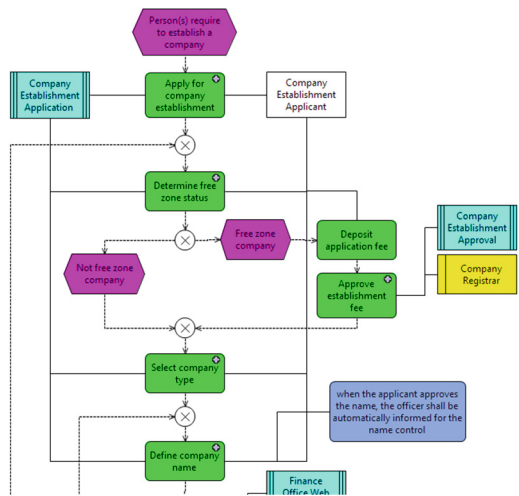 Person(s) require
to establish a
company
Company
Establishment
Application
Apply for
company
establishment
Company
Establishment
Applicant
Determine free
zone status
Free zone
company
Deposit
application fee
Company
Establishment
Approval
Not free zone
company
Approve
establishment
fee
Company
Registrar
Select company
type
when the applicant approves
the name, the officer shall be
automatically informed for the
name control
Define company
name
Finance
Office Web